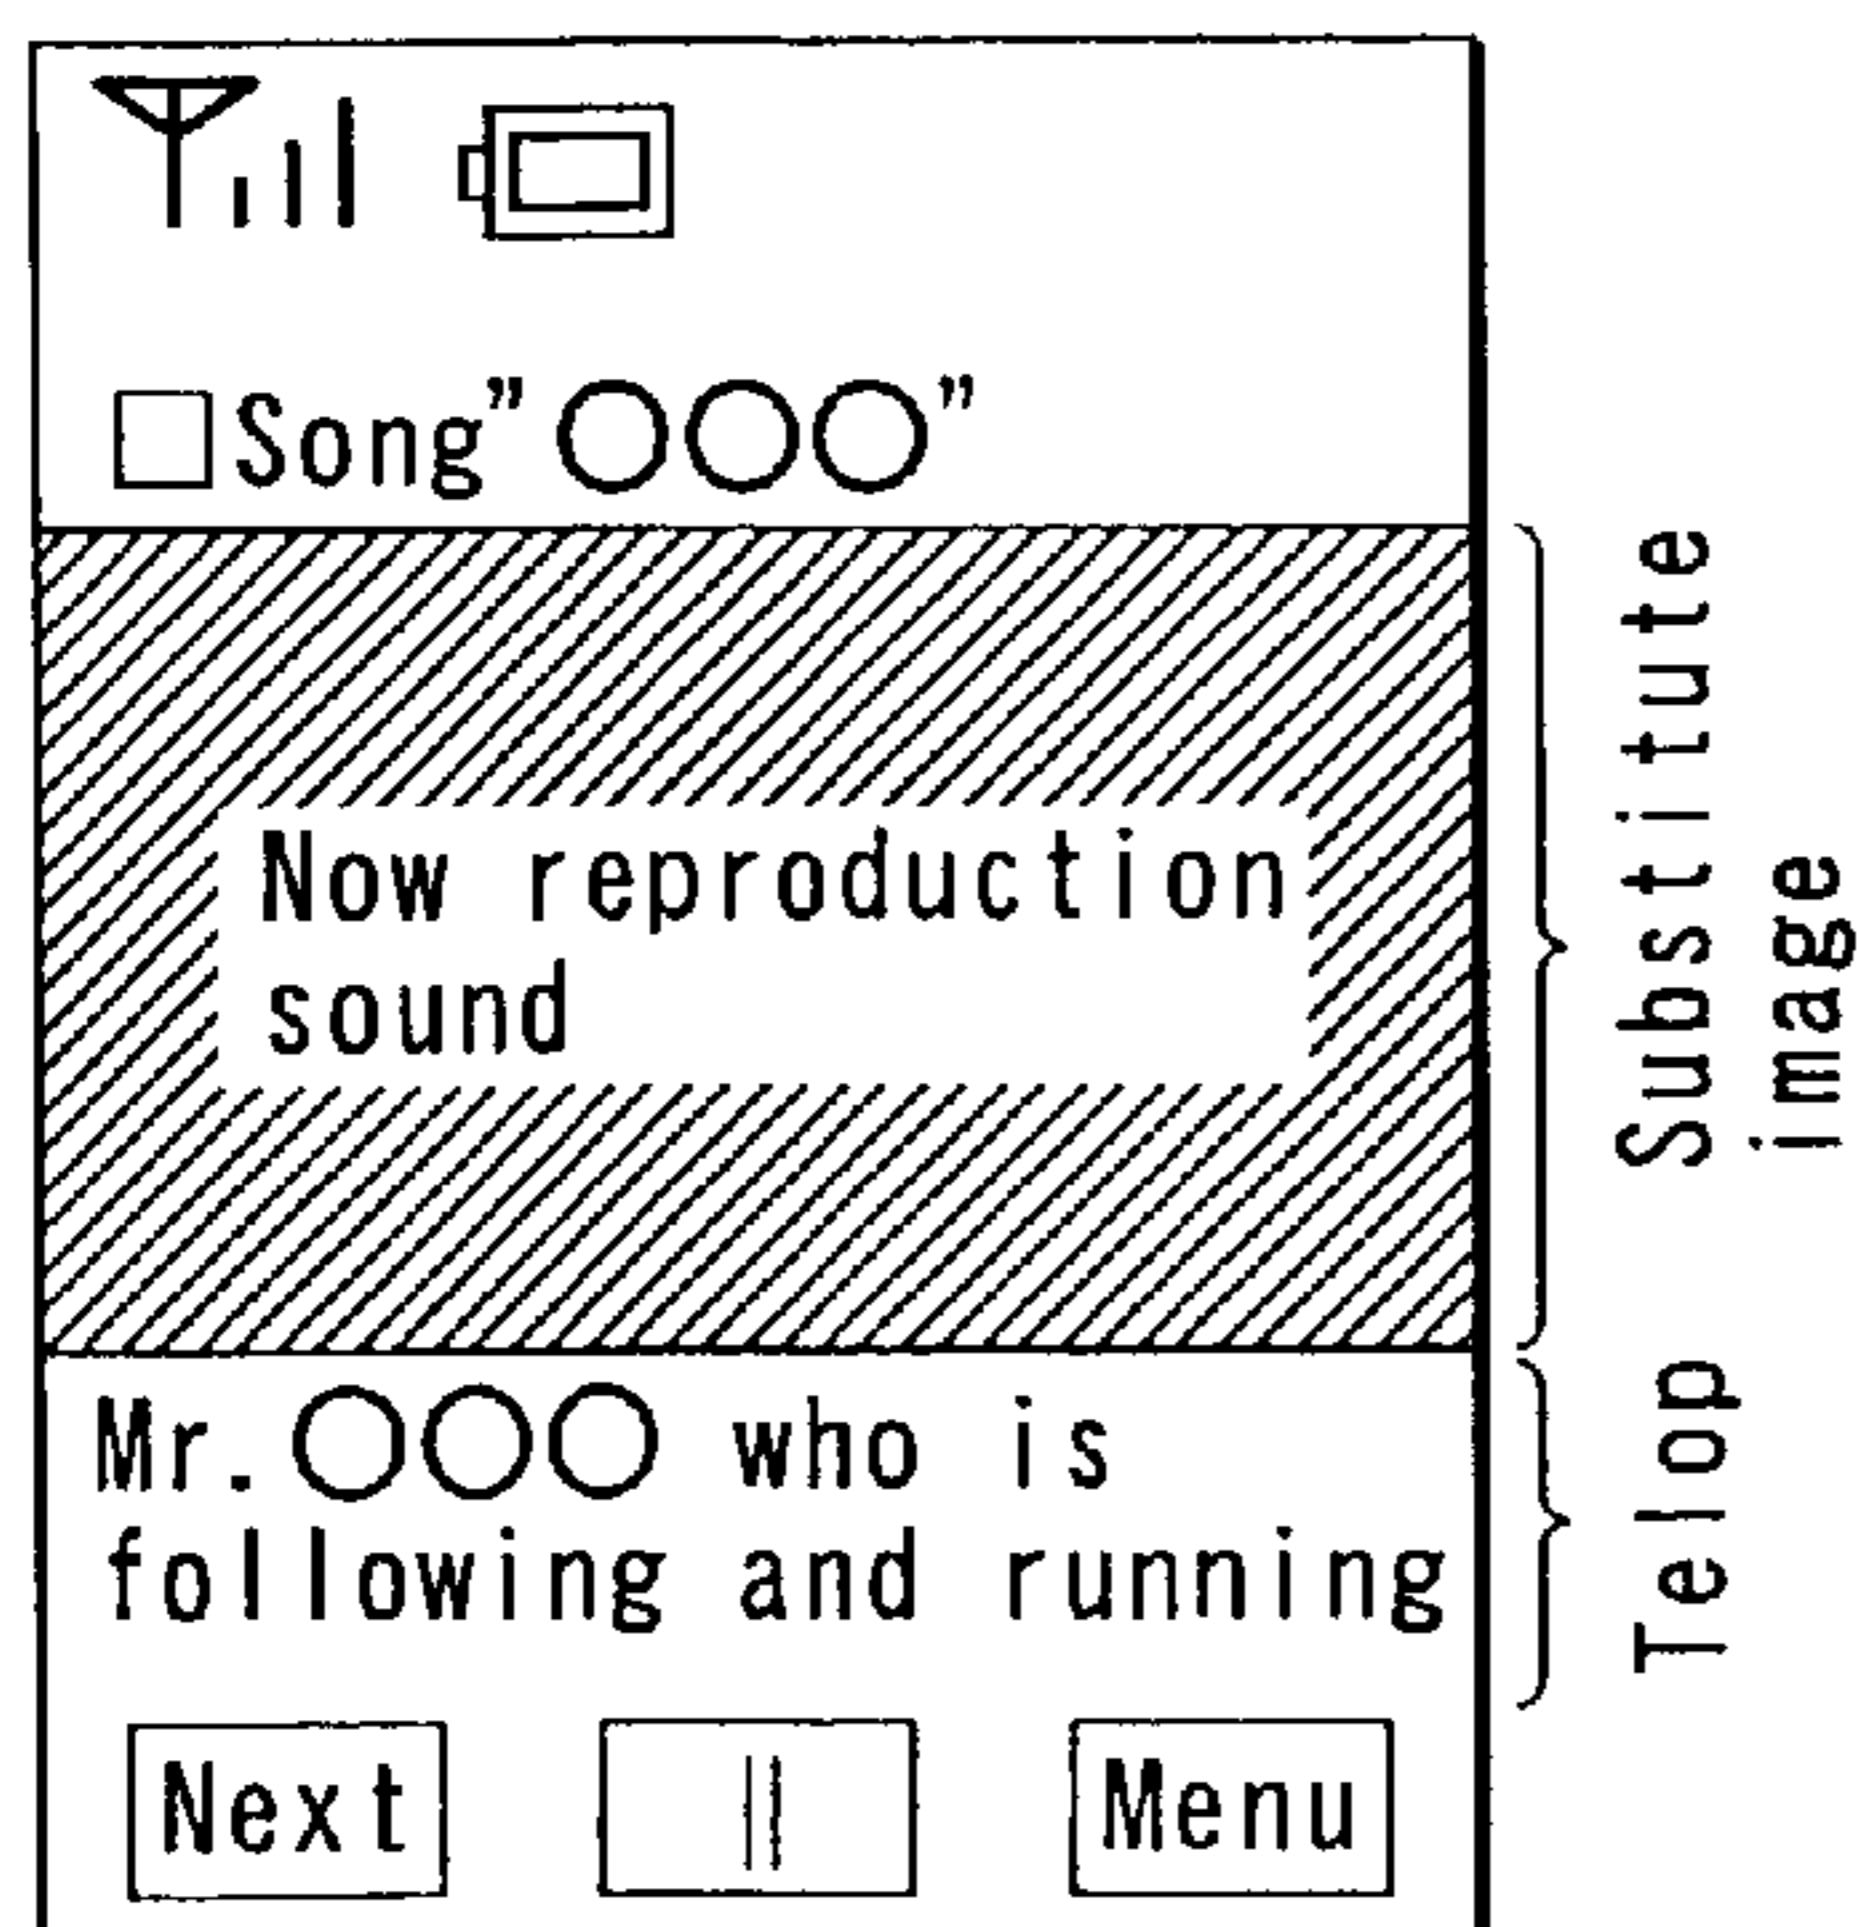 □Song”○○○”
Now reproduction
sound
Mr.○○○ who is
following and running
Next
||
Menu
Substitute
image
Telop